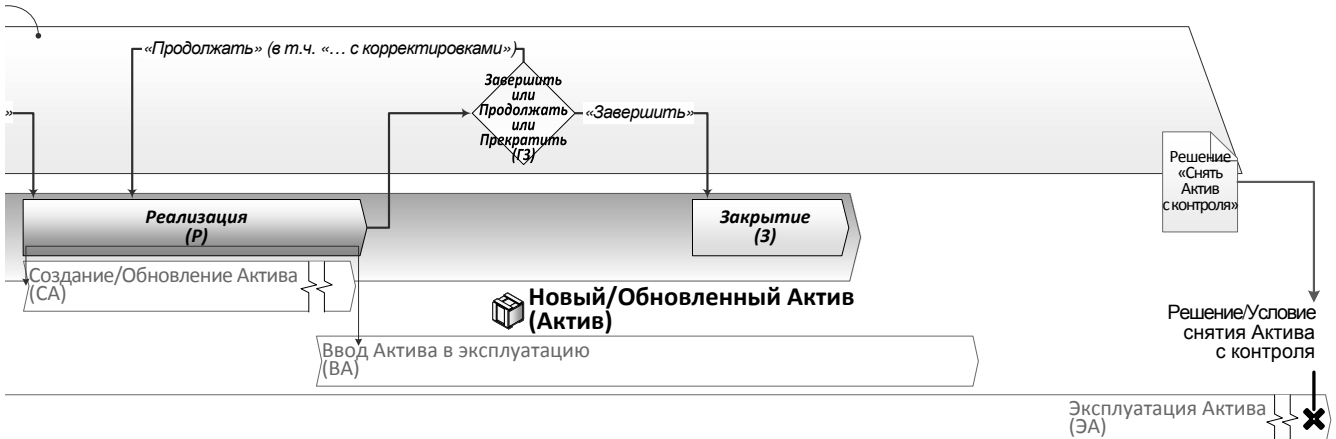 «Продолжать» (в т.ч. «… с корректировками»)
Завершить
или
Продолжать
или
Прекратить
(Г3)
»
«Завершить»
Решение
«Снять
Актив
с контроля»
Реализация
(Р)
Закрытие
(З)
Создание/Обновление Актива
(СА)
Новый/Обновленный Актив
(Актив)
Решение/Условие
снятия Актива
с контроля
Ввод Актива в эксплуатацию
(ВА)
Эксплуатация Актива
(ЭА)